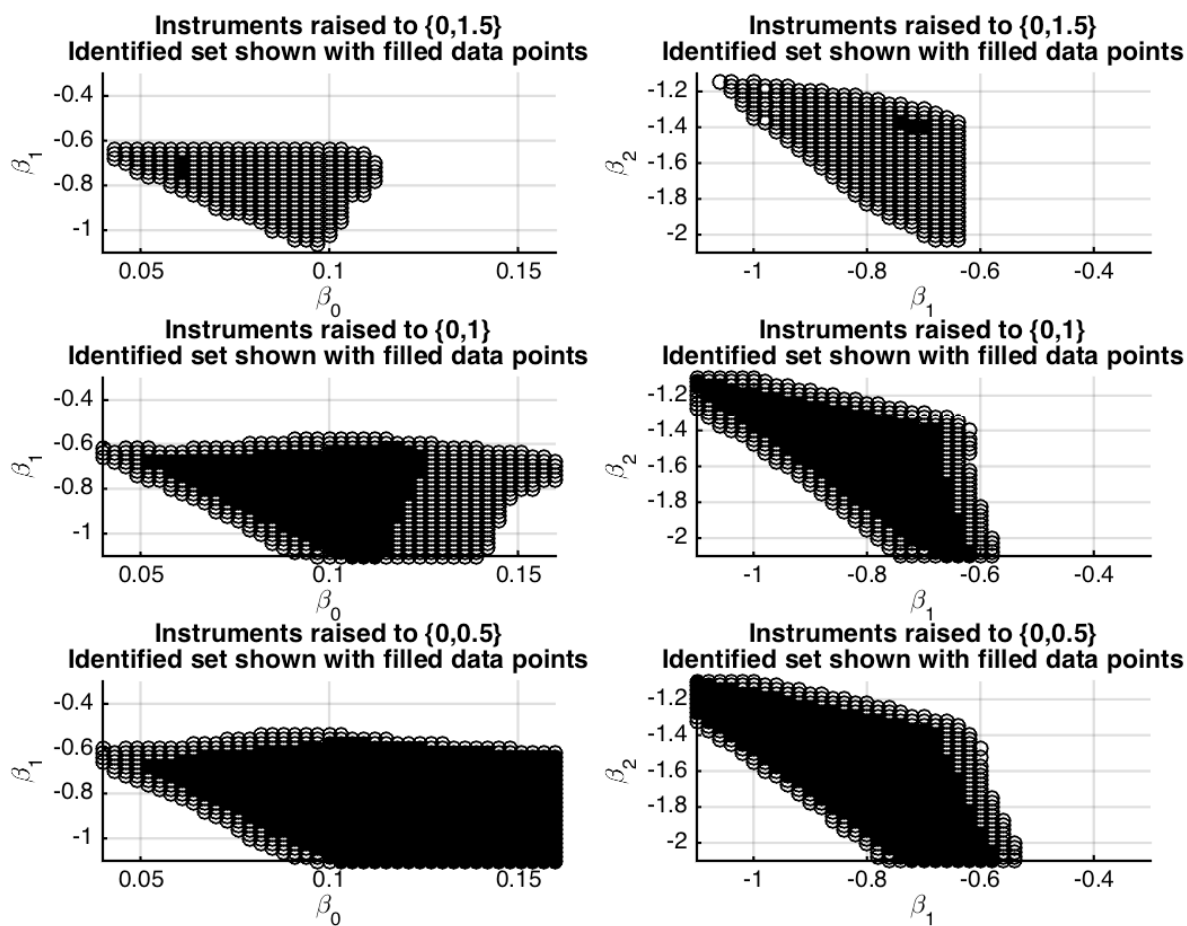 Instruments raised to {0,1.5}
Identified set shown with filled data points
-0.4
-0.6
-0.8
-1
β1
0.05
0.1
0.15
β0
Instruments raised to {0,1.5}
Identified set shown with filled data points
-1.2
-1.4
-1.6
-1.8
-2
β2
-1
-0.8
-0.6
-0.4
β1
Instruments raised to {0,1}
Identified set shown with filled data points
-0.4
-0.6
-0.8
-1
β1
0.05
0.1
0.15
β0
Instruments raised to {0,1}
Identified set shown with filled data points
-1.2
-1.4
-1.6
-1.8
-2
β2
-1
-0.8
-0.6
-0.4
β1
Instruments raised to {0,0.5}
Identified set shown with filled data points
-0.4
-0.6
-0.8
-1
β1
0.05
0.1
0.15
β0
Instruments raised to {0,0.5}
Identified set shown with filled data points
-1.2
-1.4
-1.6
-1.8
-2
β2
-1
-0.8
-0.6
-0.4
β1